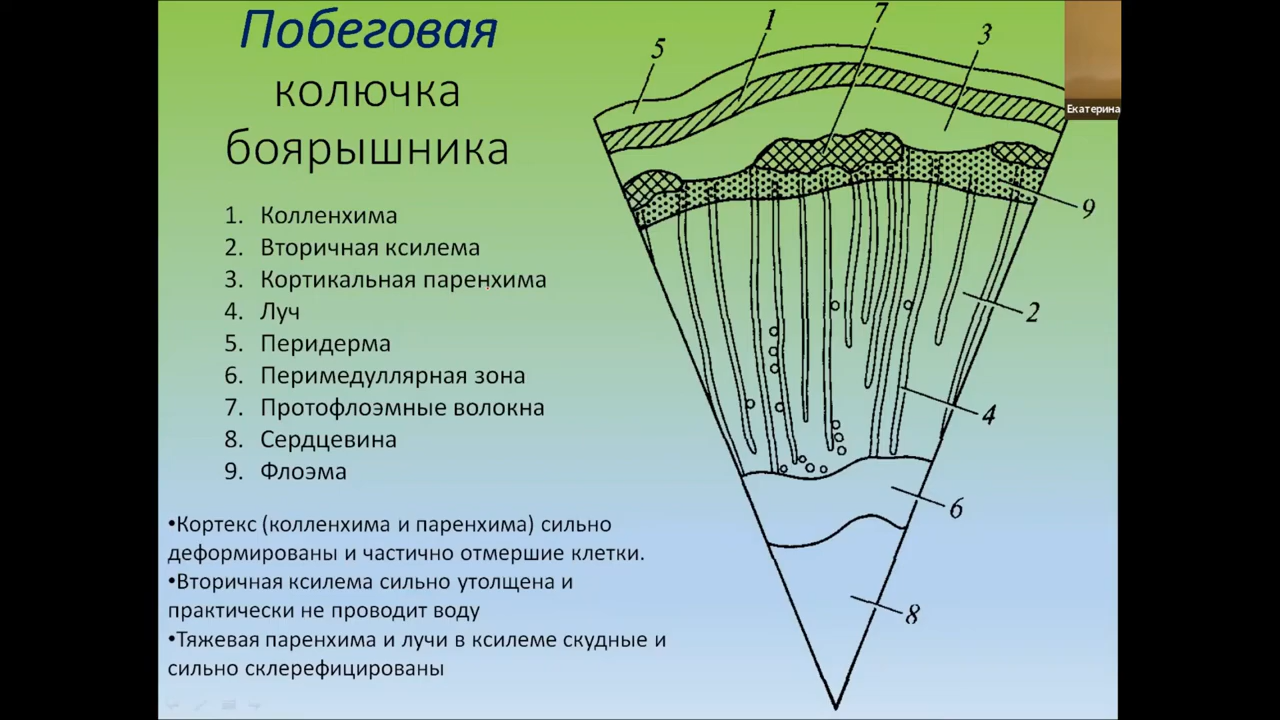 Побеговая
колючка
боярышника
1. Колленхима
2. Вторичная ксилема
3. Кортикальная паренхима
4. Луч
5. Перидерма
6. Перимедуллярная зона
7. Протофлоэмные волокна
8. Сердцевина
9. Флоэма
•Кортекс (колленхима и паренхима) сильно
деформированы и частично отмершие клетки.
•Вторичная ксилема сильно утолщена и
практически не проводит воду
•Тяжевая паренхима и лучи в ксилеме скудные и
сильно склерефицированы
5
1
7
3
9
2
4
6
8
Екатерина